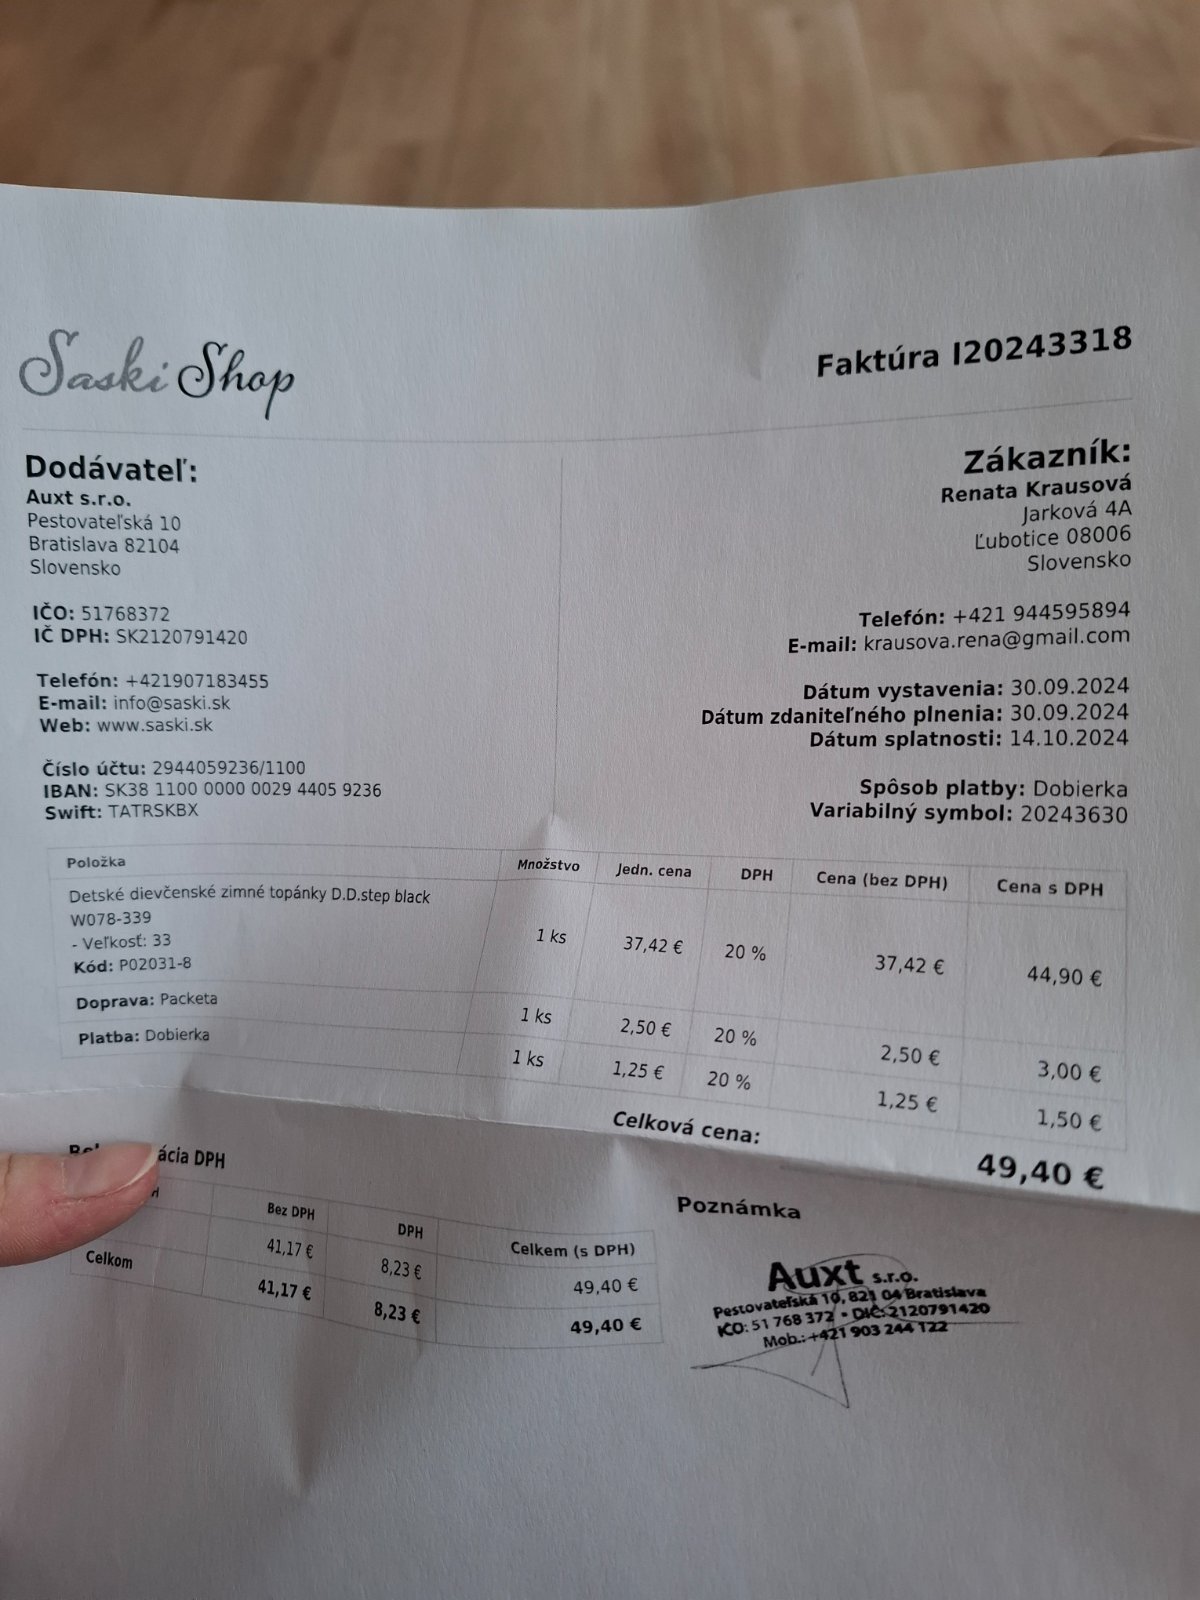 Saski Shop
Faktúra I20243318
Dodávateľ:
Auxt s.r.o.
Pestovateľská 10
Bratislava 82104
Slovensko
IČO: 51768372
IČ DPH: SK2120791420
Telefón: +421907183455
E-mail: info@saski.sk
Web: www.saski.sk
Číslo účtu: 2944059236/1100
IBAN: SK38 1100 0000 0029 4405 9236
Swift: TATRSKBX
Zákazník:
Renata Krausová
Jarková 4A
Ľubotice 08006
Slovensko
Telefón: +421 944595894
E-mail: krausova.rena@gmail.com
Dátum vystavenia: 30.09.2024
Dátum zdaniteľného plnenia: 30.09.2024
Dátum splatnosti: 14.10.2024
Spôsob platby: Dobierka
Variabilný symbol: 20243630
Položka Množstvo Jedn. cena DPH Cena (bez DPH) Cena s DPH
Detské dievčenské zimné topánky D.D.step black
W078-339
- Veľkosť: 33
Kód: P02031-8
1 ks 37,42 € 20 % 37,42 € 44,90 €
Doprava: Packeta 1 ks 2,50 € 20 % 2,50 € 3,00 €
Platba: Dobierka 1 ks 1,25 € 20 % 1,25 € 1,50 €
Celková cena: 49,40 €
DPH
Bez DPH DPH Celkem (s DPH)
41,17 € 8,23 € 49,40 €
Celkom 41,17 € 8,23 € 49,40 €
Poznámka
Auxt s.r.o.
Pestovateľská 10, 821 04 Bratislava
IČO: 51 768 372 • DIČ: 2120791420
Mob.: +421 903 244 122